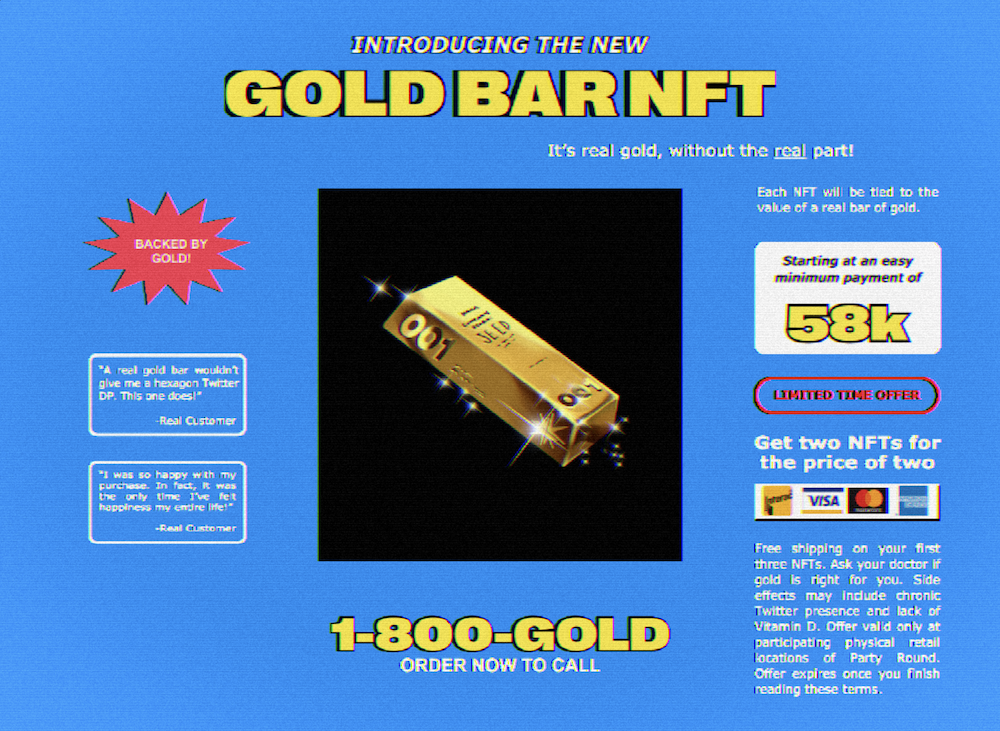 INTRODUCING THE NEW
GOLD BAR NFT
It's real gold, without the real part!
BACKED BY
GOLD!
"A real gold bar wouldn't
give me a hexagon Twitter
DP. This one does!"
-Real Customer
"I was so happy with my
purchase. In fact, it was
the only time I've felt
happiness my entire life!"
-Real Customer
001
001
1-800-GOLD
ORDER NOW TO CALL
Each NFT will be tied to the
value of a real bar of gold.
Starting at an easy
minimum payment of
58k
LIMITED TIME OFFER
Get two NFTs for
the price of two
Interac VISA mastercard
Free shipping on your first
three NFTs. Ask your doctor if
gold is right for you. Side
effects may include chronic
Twitter presence and lack of
Vitamin D. Offer valid only at
participating physical retail
locations of Party Round.
Offer expires once you finish
reading these terms.